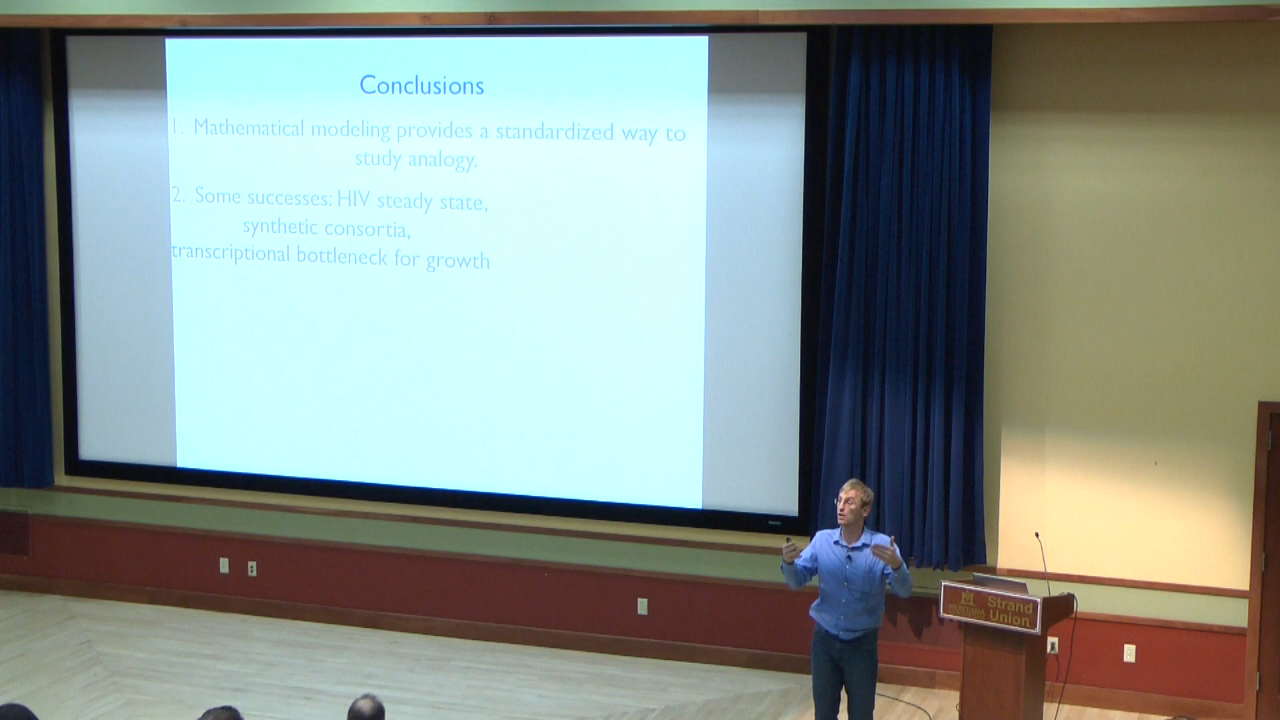 Conclusions
1. Mathematical modeling provides a standardized way to
study analogy.
2. Some successes: HIV steady state,
synthetic consortia,
transcriptional bottleneck for growth
M
MONTANA
Strand
Union